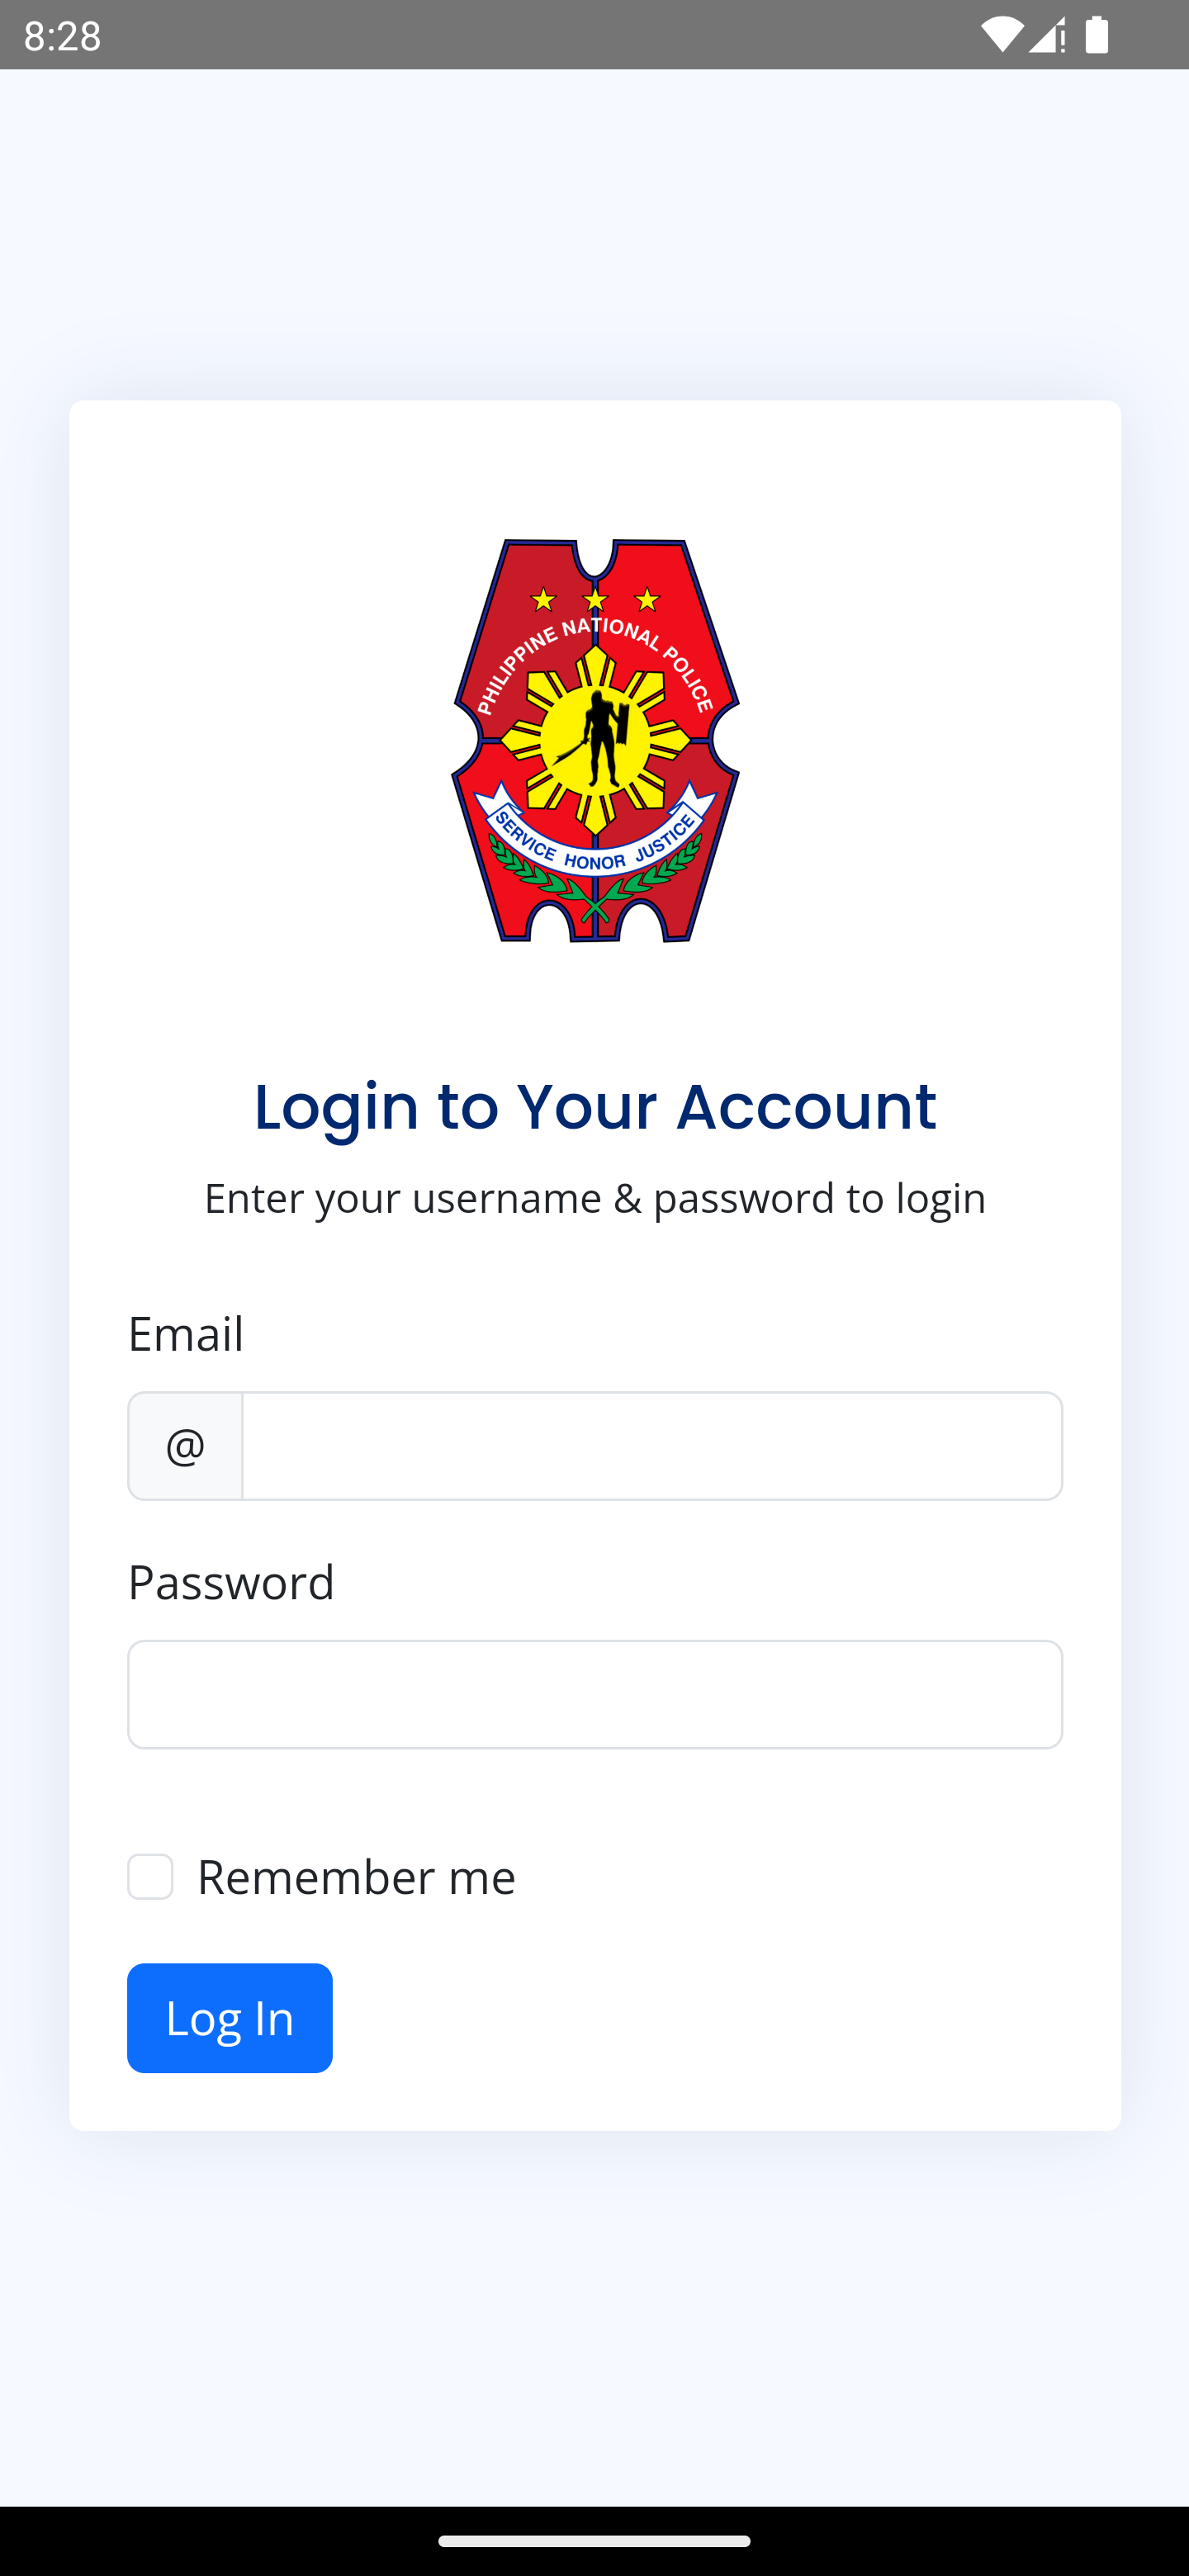 8:28
PHILIPPINE NATIONAL POLICE
SERVICE HONOR JUSTICE
Login to Your Account
Enter your username & password to login
Email
@
Password
Remember me
Log In